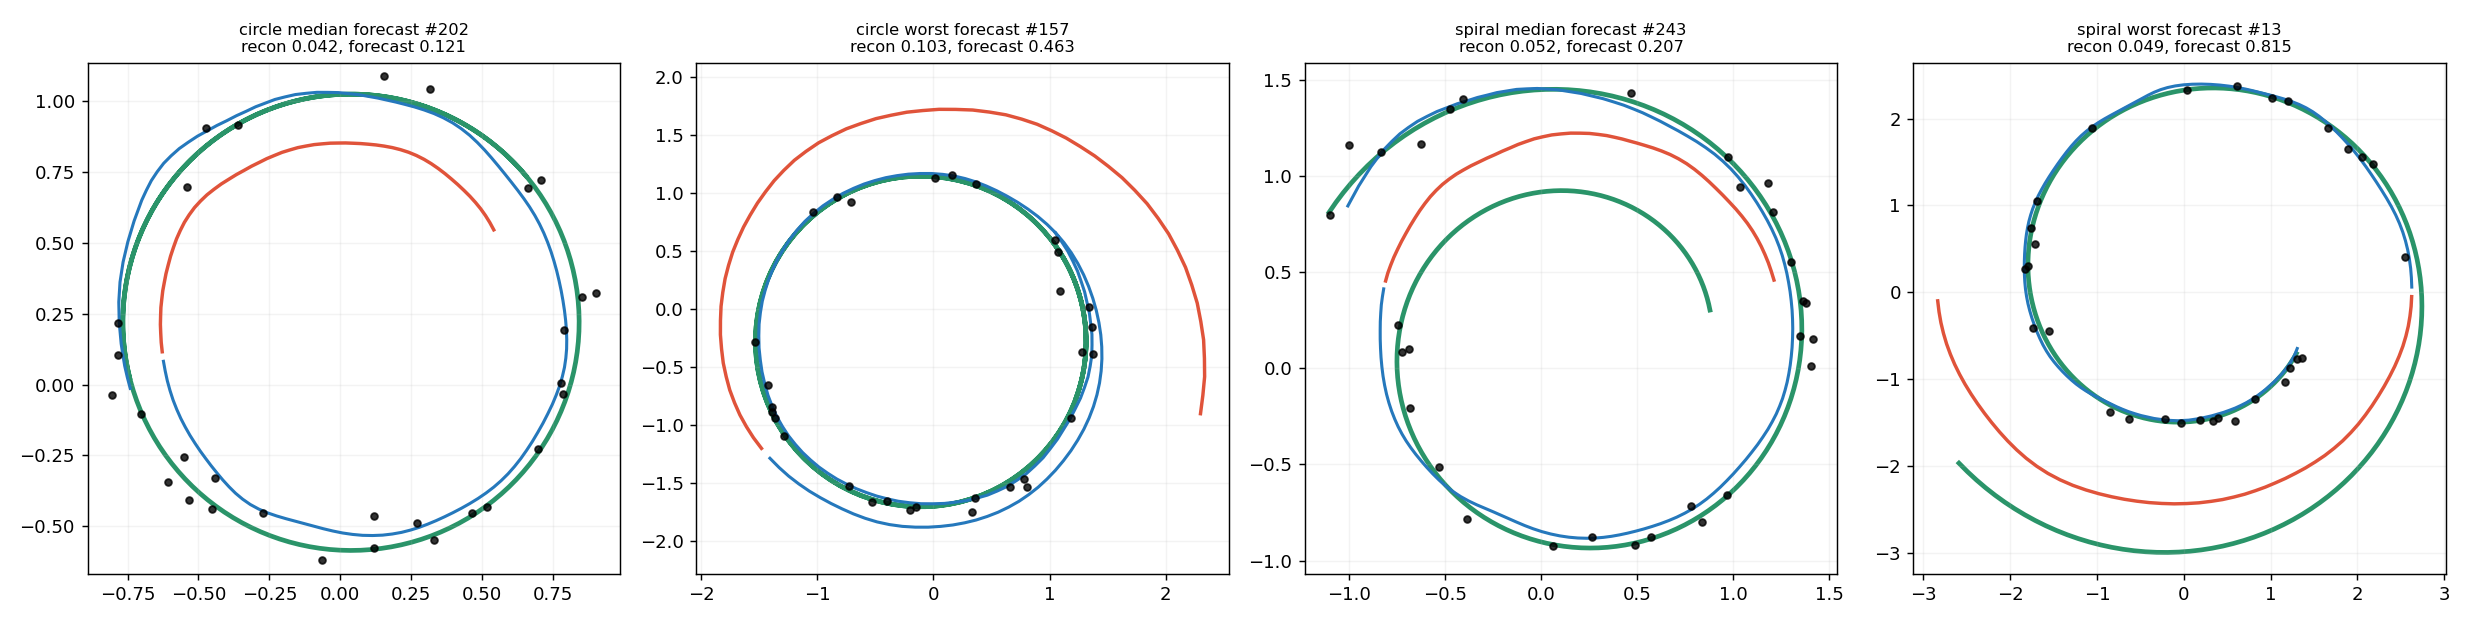 circle median forecast #202
recon 0.042, forecast 0.121
1.00
0.75
0.50
0.25
0.00
−0.25
−0.50
−0.75 −0.50 −0.25 0.00 0.25 0.50 0.75
circle worst forecast #157
recon 0.103, forecast 0.463
2.0
1.5
1.0
0.5
0.0
−0.5
−1.0
−1.5
−2.0
−2 −1 0 1 2
spiral median forecast #243
recon 0.052, forecast 0.207
1.5
1.0
0.5
0.0
−0.5
−1.0
−1.0 −0.5 0.0 0.5 1.0 1.5
spiral worst forecast #13
recon 0.049, forecast 0.815
2
1
0
−1
−2
−3
−3 −2 −1 0 1 2 3